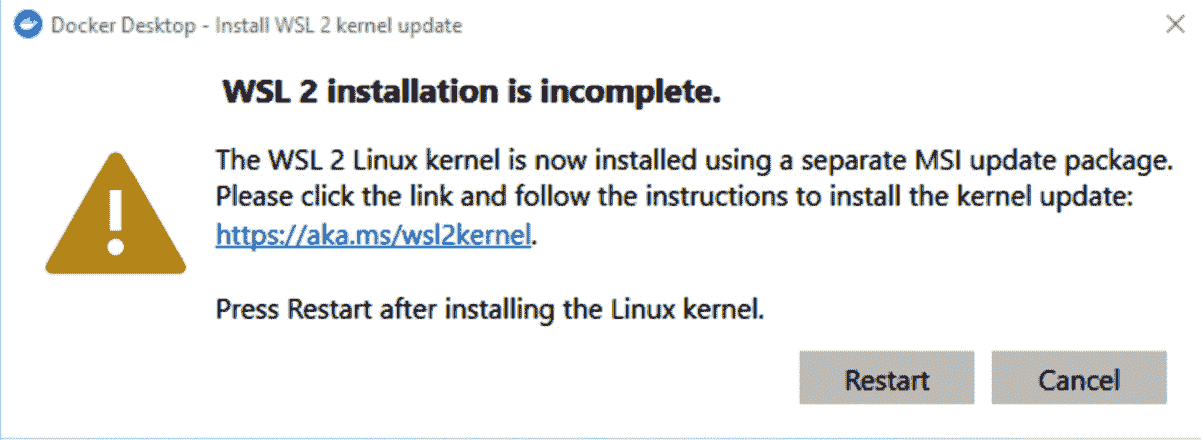 Docker Desktop - Install WSL 2 kernel update
WSL 2 installation is incomplete.
The WSL 2 Linux kernel is now installed using a separate MSI update package.
Please click the link and follow the instructions to install the kernel update:
https://aka.ms/wsl2kernel.
Press Restart after installing the Linux kernel.
Restart Cancel